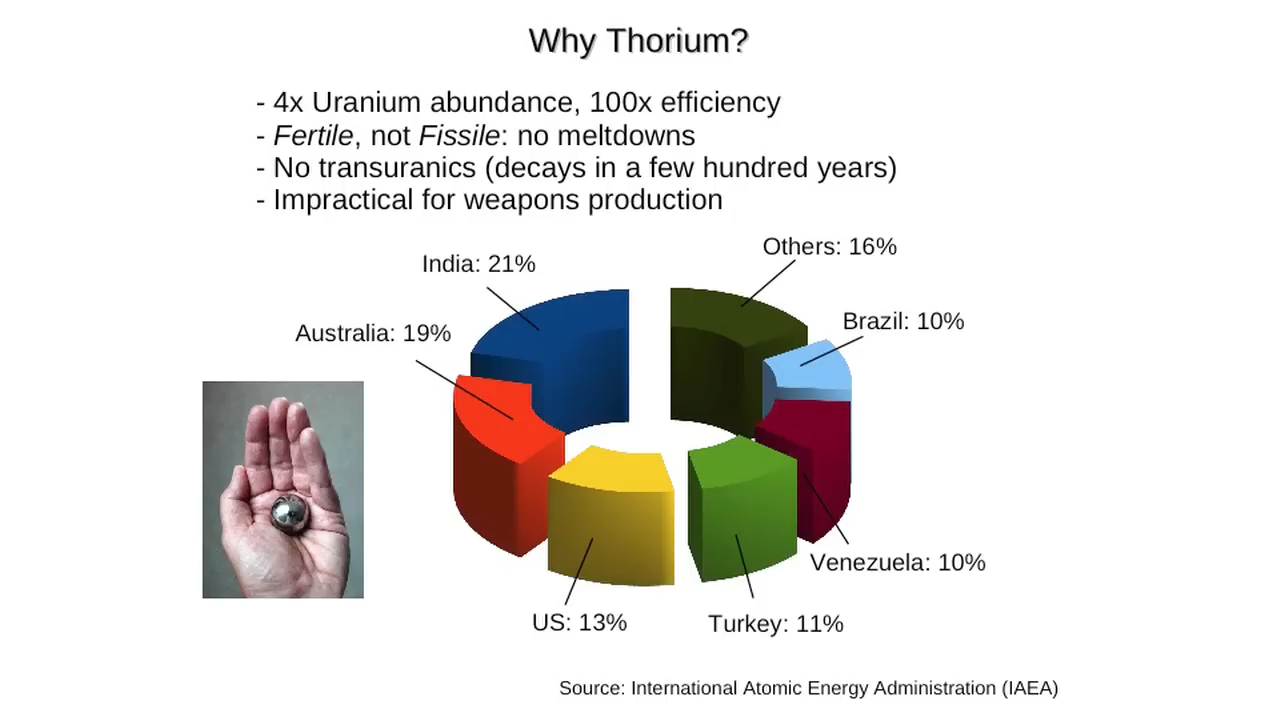 Why Thorium?
- 4x Uranium abundance, 100x efficiency
- Fertile, not Fissile: no meltdowns
- No transuranics (decays in a few hundred years)
- Impractical for weapons production
Others: 16%
India: 21%
Brazil: 10%
Australia: 19%
Venezuela: 10%
US: 13%
Turkey: 11%
Source: International Atomic Energy Administration (IAEA)